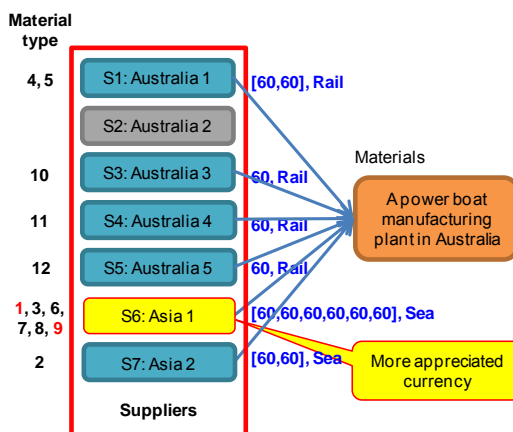 Material
type
4, 5
S1: Australia 1
[60,60], Rail
S2: Australia 2
Materials
10
S3: Australia 3
60, Rail
A power boat
manufacturing
plant in Australia
11
S4: Australia 4
60, Rail
12
S5: Australia 5
60, Rail
1, 3, 6,
7, 8, 9
S6: Asia 1
[60,60,60,60,60,60], Sea
2
S7: Asia 2
[60,60], Sea
More appreciated
currency
Suppliers